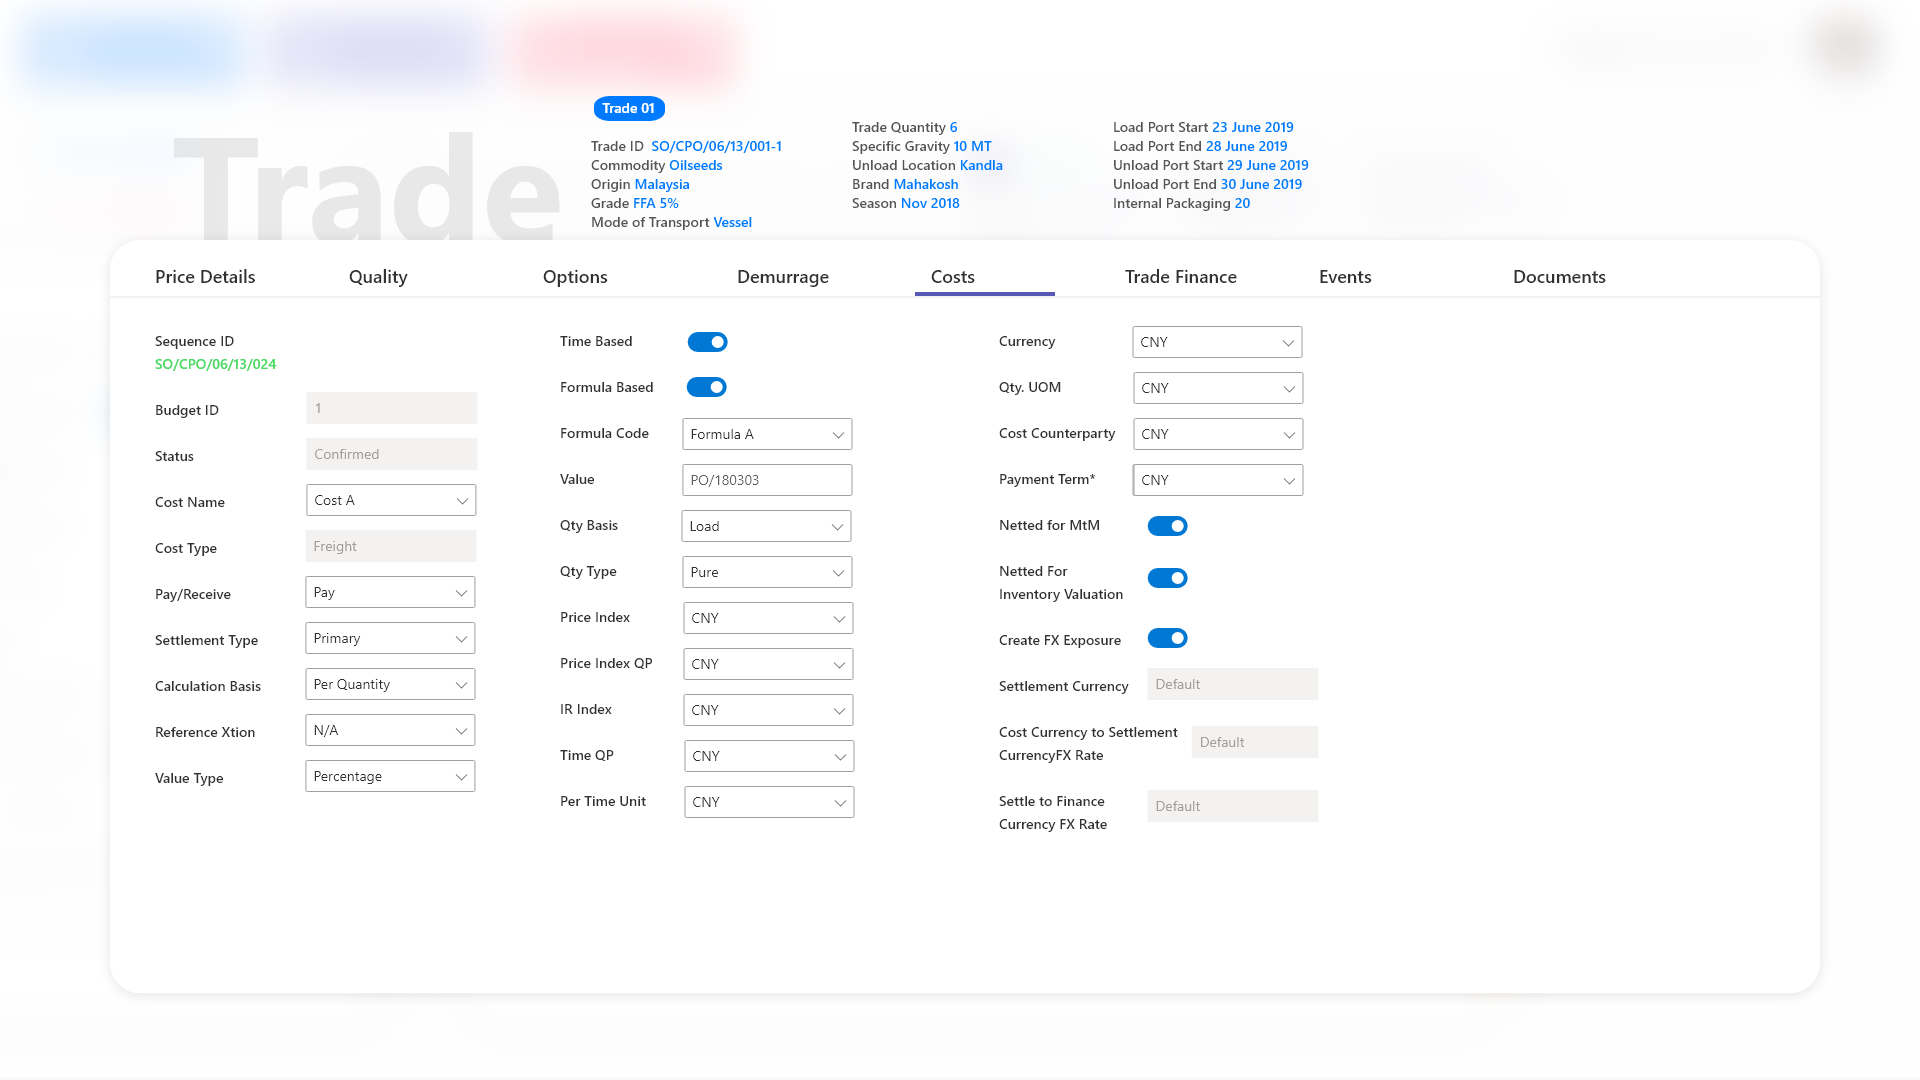 Trade
Trade 01
Trade ID SO/CPO/06/13/001-1
Commodity Oilseeds
Origin Malaysia
Grade FFA 5%
Mode of Transport Vessel
Trade Quantity 6
Specific Gravity 10 MT
Unload Location Kandla
Brand Mahakosh
Season Nov 2018
Load Port Start 23 June 2019
Load Port End 28 June 2019
Unload Port Start 29 June 2019
Unload Port End 30 June 2019
Internal Packaging 20
Price Details Quality Options Demurrage Costs Trade Finance Events Documents
Sequence ID
SO/CPO/06/13/024
Budget ID 1
Status Confirmed
Cost Name Cost A
Cost Type Freight
Pay/Receive Pay
Settlement Type Primary
Calculation Basis Per Quantity
Reference Xtion N/A
Value Type Percentage
Time Based
Formula Based
Formula Code Formula A
Value PO/180303
Qty Basis Load
Qty Type Pure
Price Index CNY
Price Index QP CNY
IR Index CNY
Time QP CNY
Per Time Unit CNY
Currency CNY
Qty. UOM CNY
Cost Counterparty CNY
Payment Term* CNY
Netted for MtM
Netted For
Inventory Valuation
Create FX Exposure
Settlement Currency Default
Cost Currency to Settlement
CurrencyFX Rate Default
Settle to Finance
Currency FX Rate Default